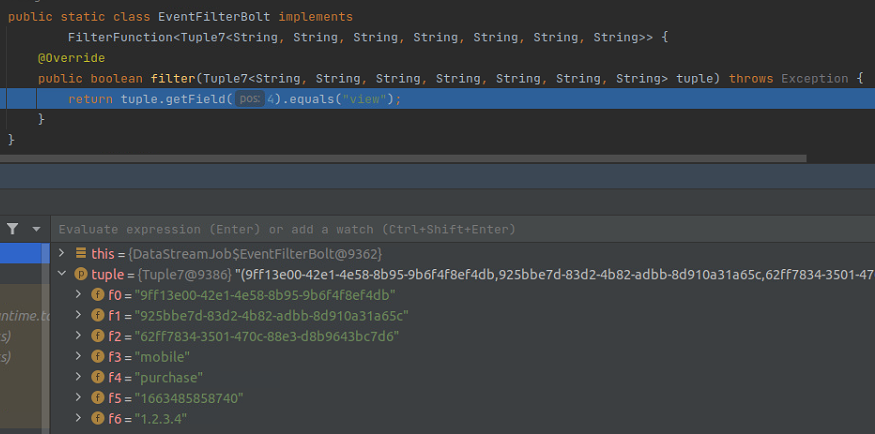 public static class EventFilterBolt implements
FilterFunction<Tuple7<String, String, String, String, String, String, String>> {
@Override
public boolean filter(Tuple7<String, String, String, String, String, String, String> tuple) throws Exception {
return tuple.getField( pos: 4).equals("view");
}
}
Evaluate expression (Enter) or add a watch (Ctrl+Shift+Enter)
this = {DataStreamJob$EventFilterBolt@9362}
tuple = {Tuple7@9386} "(9ff13e00-42e1-4e58-8b95-9b6f4f8ef4db,925bbe7d-83d2-4b82-adbb-8d910a31a65c,62ff7834-3501-47
f0 = "9ff13e00-42e1-4e58-8b95-9b6f4f8ef4db"
f1 = "925bbe7d-83d2-4b82-adbb-8d910a31a65c"
untime.to
f2 = "62ff7834-3501-470c-88e3-d8b9643bc7d6"
s)
f3 = "mobile"
s)
f4 = "purchase"
f5 = "1663485858740"
f6 = "1.2.3.4"